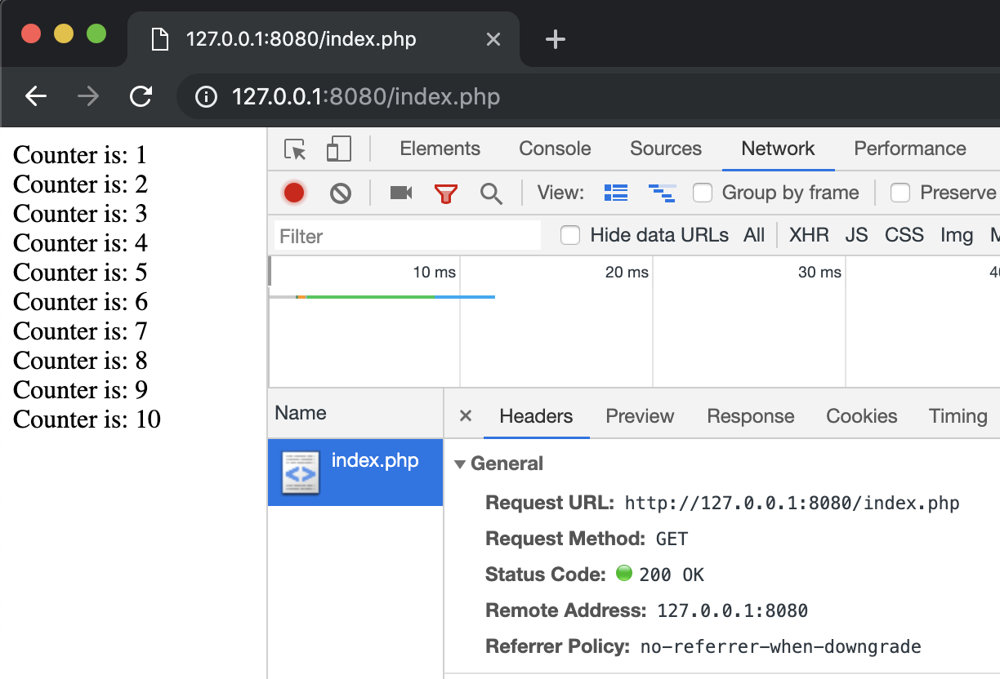 127.0.0.1:8080/index.php
127.0.0.1:8080/index.php
Counter is: 1
Counter is: 2
Counter is: 3
Counter is: 4
Counter is: 5
Counter is: 6
Counter is: 7
Counter is: 8
Counter is: 9
Counter is: 10
Elements Console Sources Network Performance
View: Group by frame Preserve
Filter Hide data URLs All XHR JS CSS Img
10 ms 20 ms 30 ms
Name Headers Preview Response Cookies Timing
index.php
General
Request URL: http://127.0.0.1:8080/index.php
Request Method: GET
Status Code: 200 OK
Remote Address: 127.0.0.1:8080
Referrer Policy: no-referrer-when-downgrade